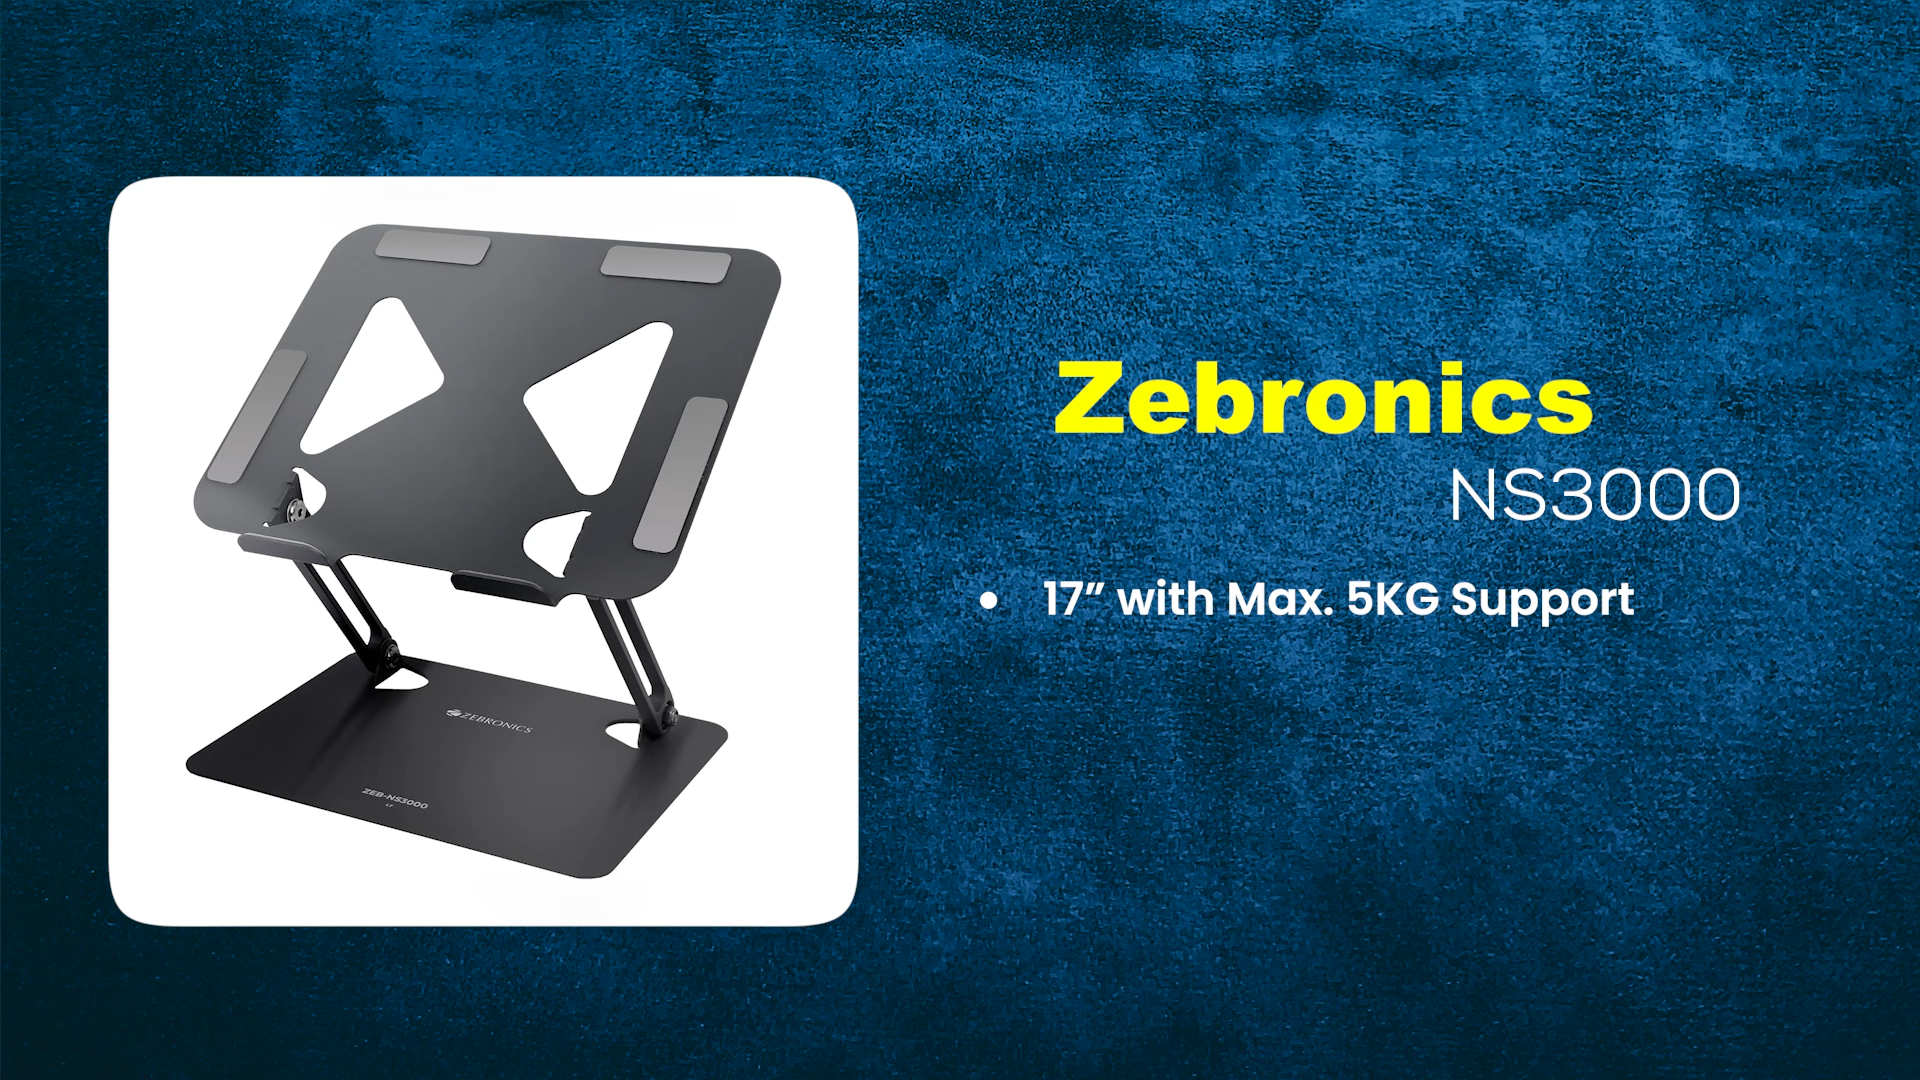 Zebronics
NS3000
• 17” with Max. 5KG Support
ZEBRONICS
ZEB-NS3000